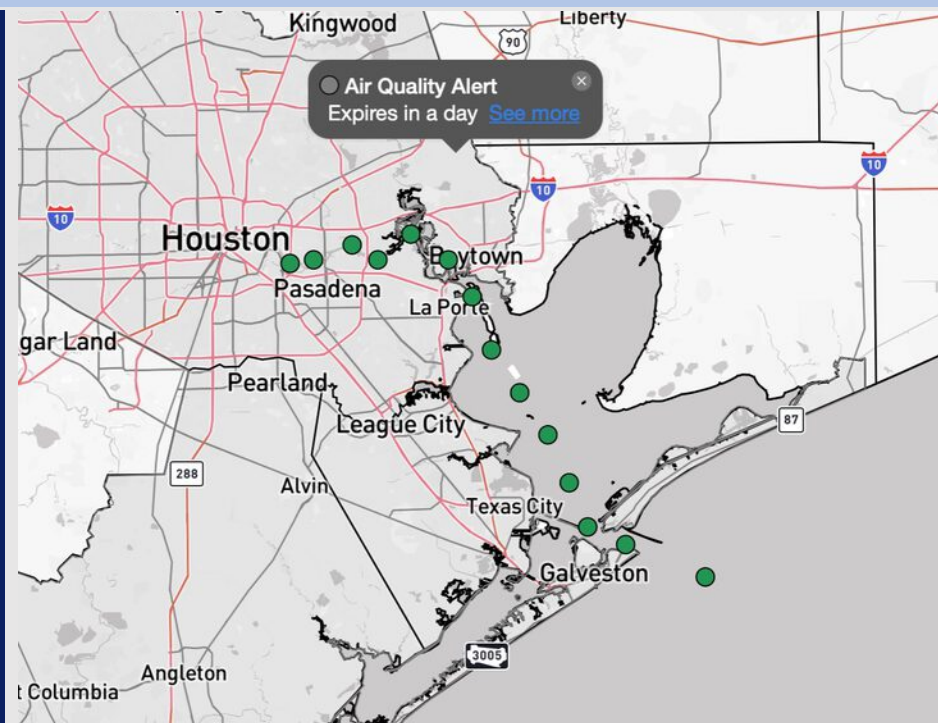 Kingwood
Liberty
90
Air Quality Alert
Expires in a day See more
10
10
10
Houston
Baytown
Pasadena
La Porte
gar Land
Pearland
League City
87
288
Alvin
Texas City
Galveston
3005
Angleton
t Columbia